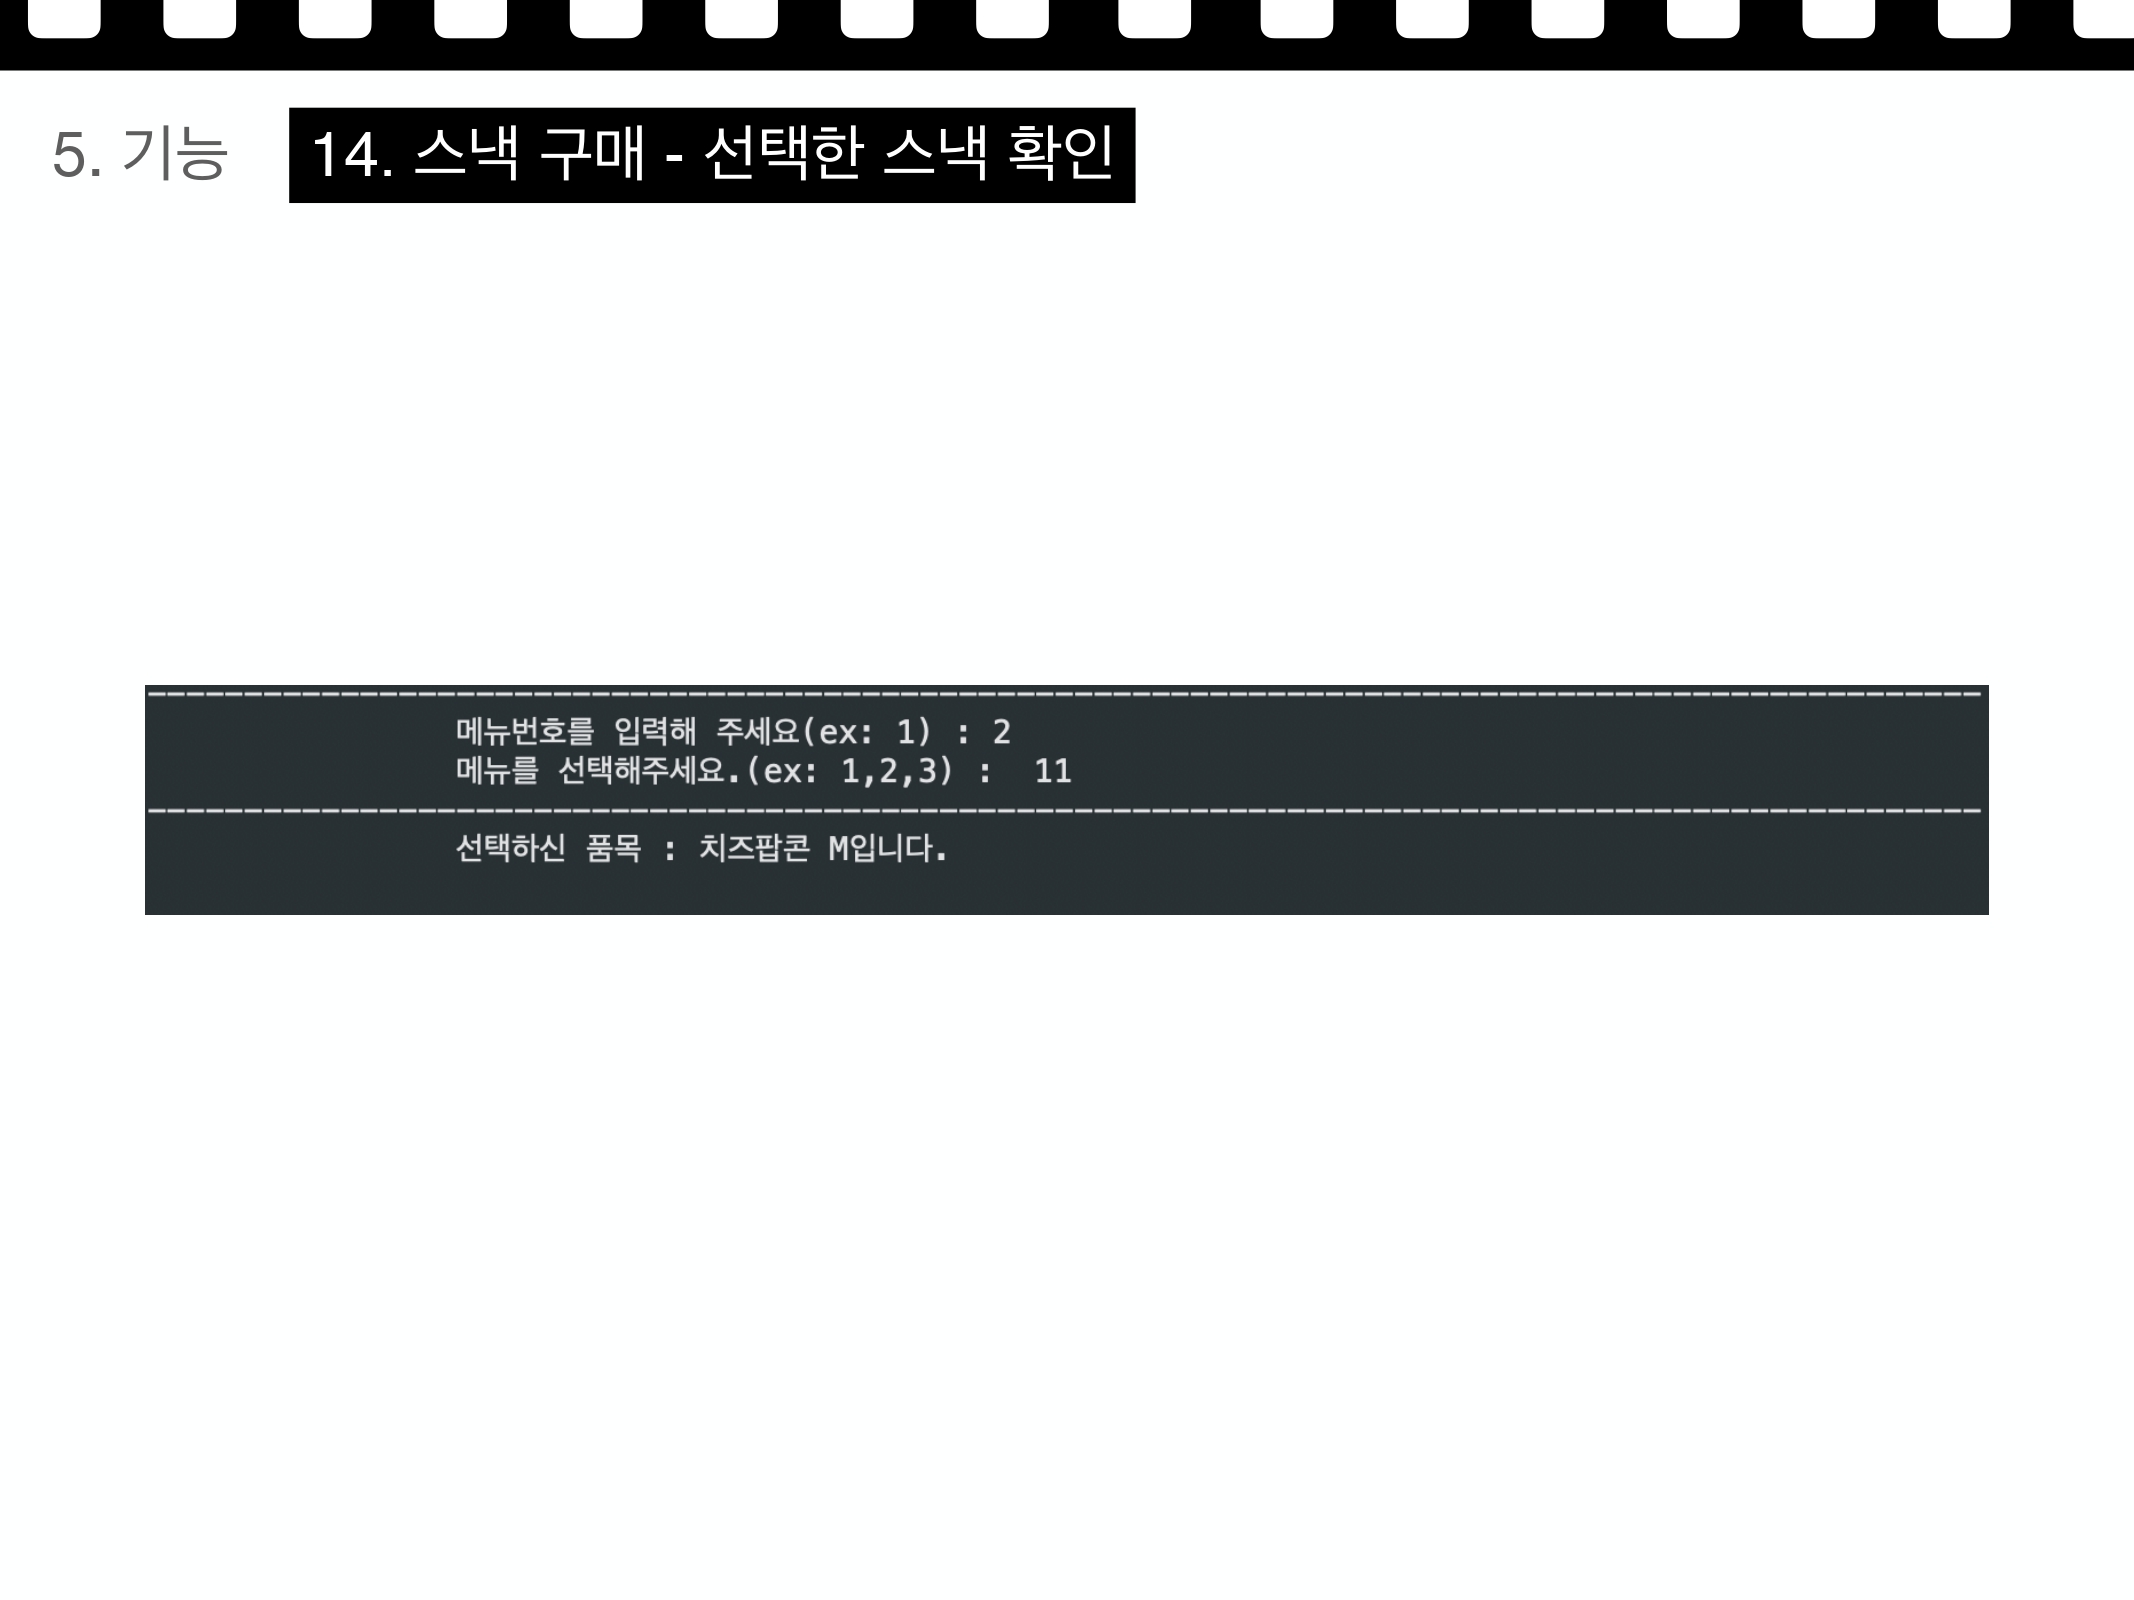 5. 기능
14. 스낵 구매 - 선택한 스낵 확인
메뉴번호를 입력해 주세요(ex: 1) : 2
메뉴를 선택해주세요.(ex: 1,2,3) :  11
선택하신 품목 : 치즈팝콘 M입니다.